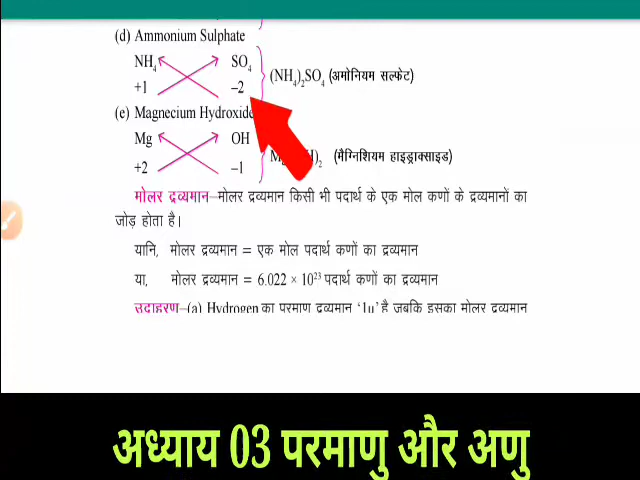 (d) Ammonium Sulphate
NH₄ SO₄
+1 –2
(NH₄)₂SO₄ (अमोनियम सल्फेट)
(e) Magnecium Hydroxide
Mg OH
+2 –1
(मैग्निशियम हाइड्राक्साइड)
मोलर द्रव्यमान–मोलर द्रव्यमान किसी भी पदार्थ के एक मोल कणों के द्रव्यमानों का
जोड़ होता है।
यानि, मोलर द्रव्यमान = एक मोल पदार्थ कणों का द्रव्यमान
या, मोलर द्रव्यमान = 6.022 × 10²³ पदार्थ कणों का द्रव्यमान
उदाहरण–(a) Hydrogen का परमाणु द्रव्यमान '1u' है जबकि इसका मोलर द्रव्यमान
अध्याय 03 परमाणु और अणु